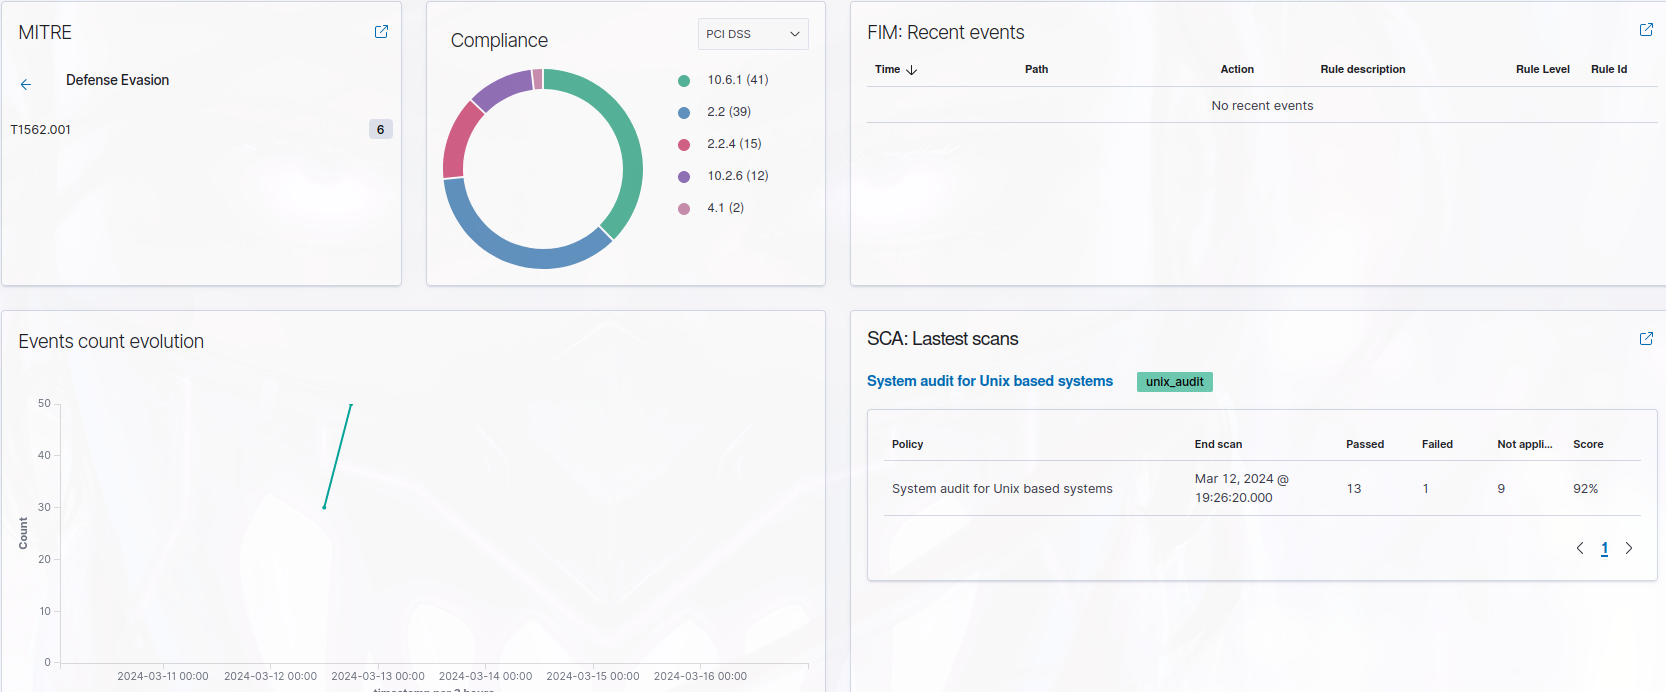 MITRE
Defense Evasion
T1562.001 6
Compliance
PCI DSS
10.6.1 (41)
2.2 (39)
2.2.4 (15)
10.2.6 (12)
4.1 (2)
FIM: Recent events
Time Path Action Rule description Rule Level Rule Id
No recent events
Events count evolution
50
40
30
20
10
0
Count
2024-03-11 00:00 2024-03-12 00:00 2024-03-13 00:00 2024-03-14 00:00 2024-03-15 00:00 2024-03-16 00:00
timestamp per 3 hours
SCA: Lastest scans
System audit for Unix based systems unix_audit
Policy End scan Passed Failed Not appli... Score
System audit for Unix based systems Mar 12, 2024 @ 13 1 9 92%
19:26:20.000
1